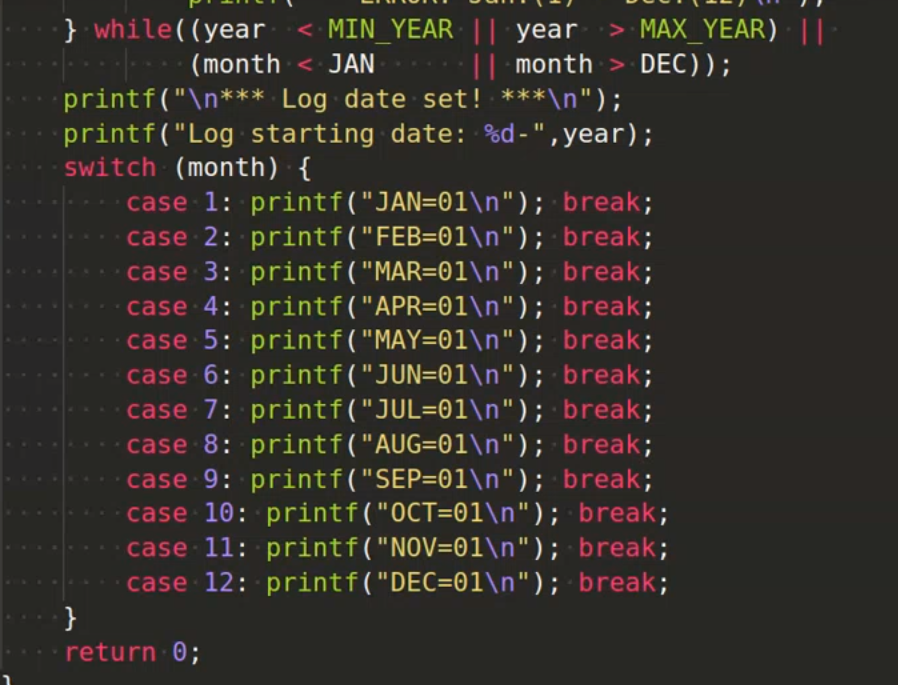 } while((year < MIN_YEAR || year > MAX_YEAR) ||
(month < JAN || month > DEC));
printf("\n*** Log date set! ***\n");
printf("Log starting date: %d-",year);
switch (month) {
case 1: printf("JAN=01\n"); break;
case 2: printf("FEB=01\n"); break;
case 3: printf("MAR=01\n"); break;
case 4: printf("APR=01\n"); break;
case 5: printf("MAY=01\n"); break;
case 6: printf("JUN=01\n"); break;
case 7: printf("JUL=01\n"); break;
case 8: printf("AUG=01\n"); break;
case 9: printf("SEP=01\n"); break;
case 10: printf("OCT=01\n"); break;
case 11: printf("NOV=01\n"); break;
case 12: printf("DEC=01\n"); break;
}
return 0;
}